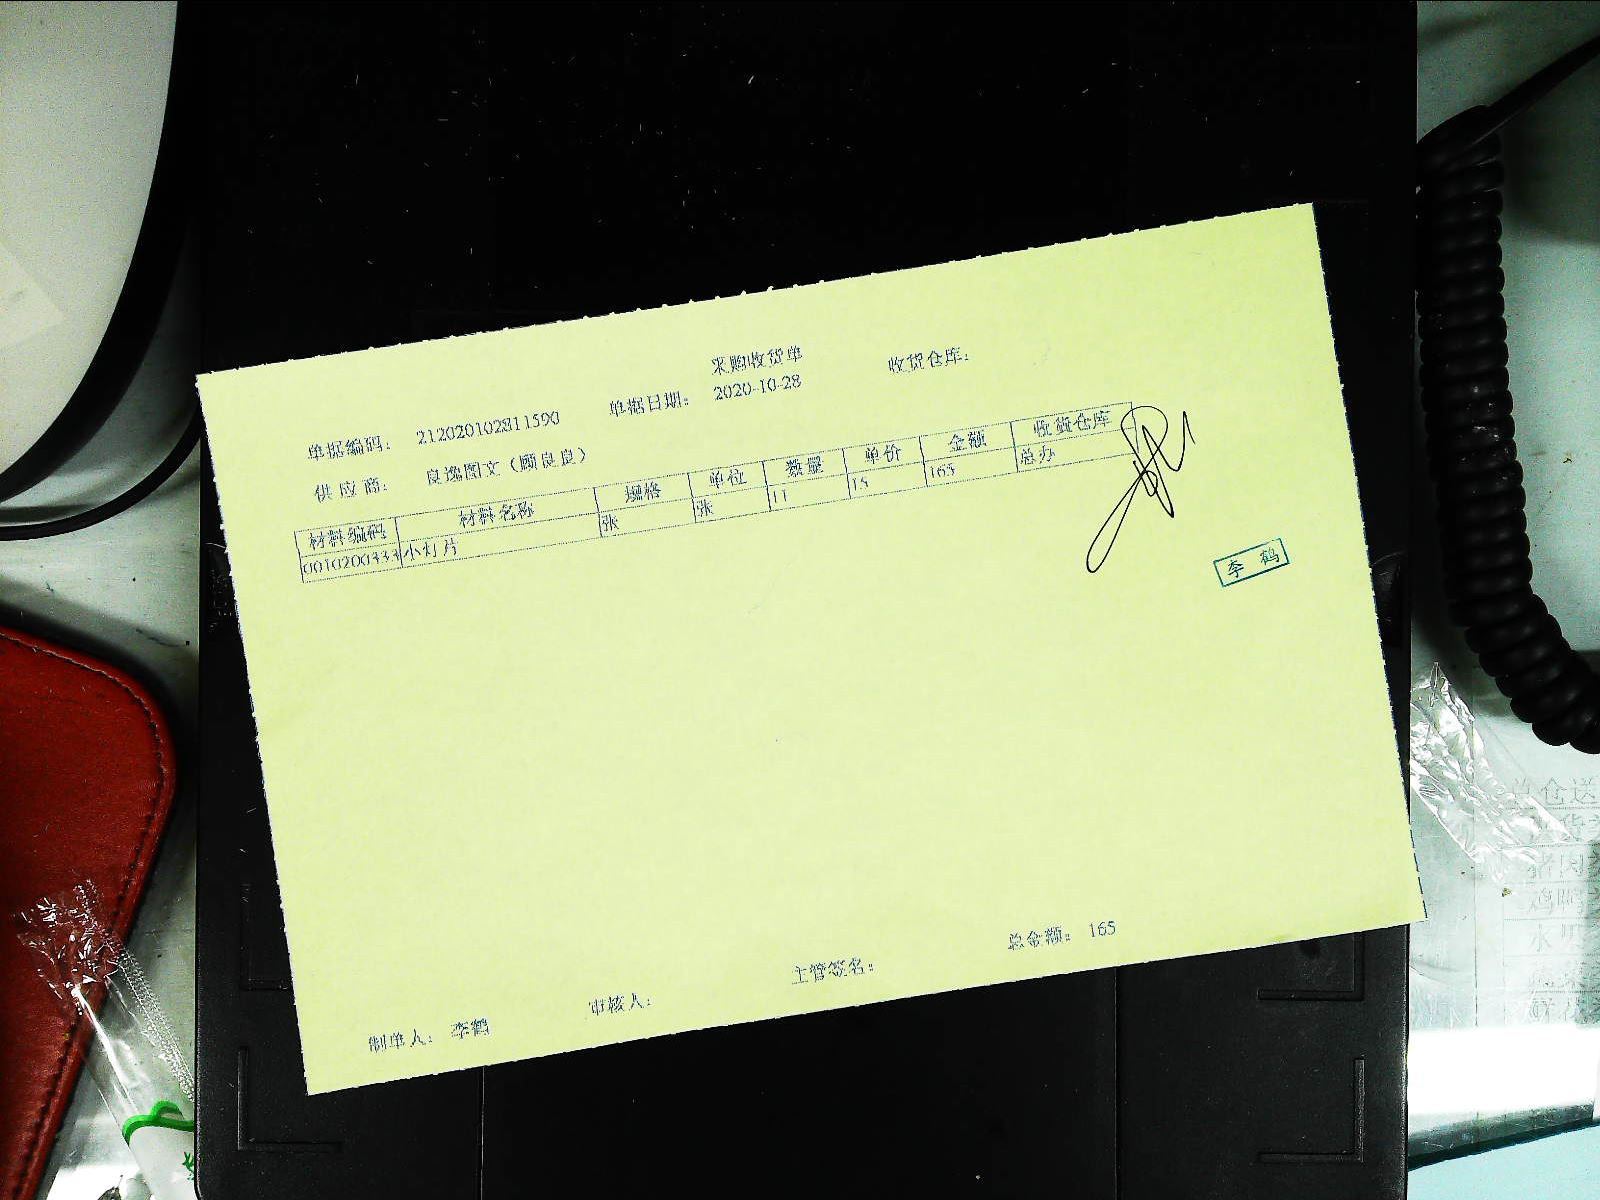 采购收货单
单据编码： 212020102811590 单据日期： 2020-10-28 收货仓库：
供应商： 良逸图文（顾良良）
材料编码 材料名称 规格 单位 数量 单价 金额 收货仓库
0010200333 小灯片 张 张 11 15 165 总办
李鹤
总金额： 165
制单人： 李鹤 审核人： 主管签名：
总仓送